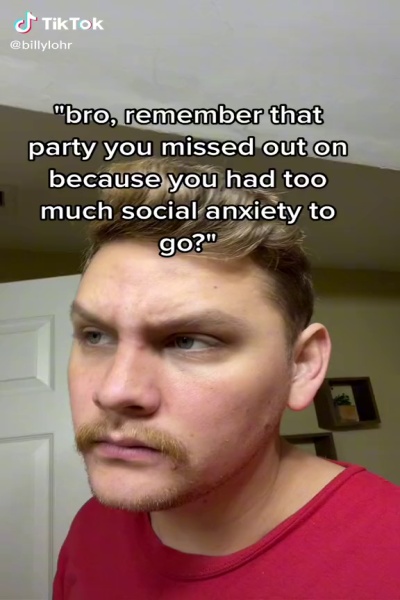 TikTok
@billylohr
"bro, remember that
party you missed out on
because you had too
much social anxiety to
go?"